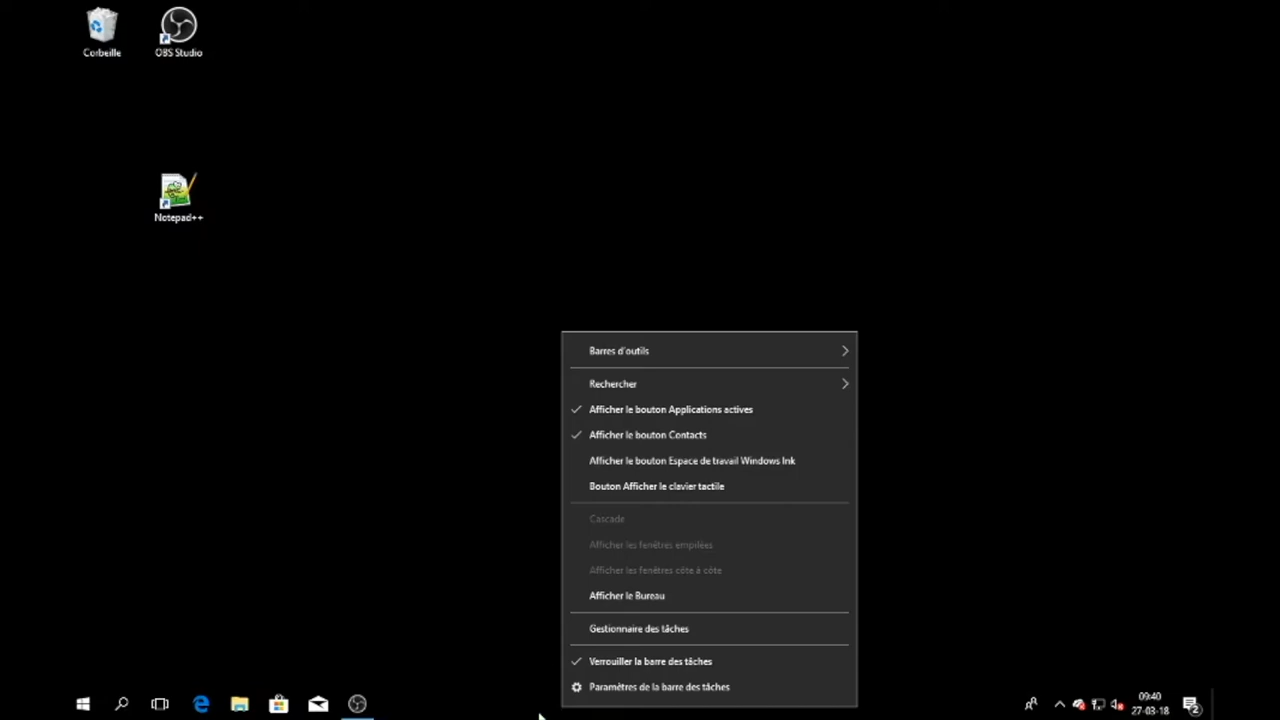 Corbeille
OBS Studio
Notepad++
Barres d'outils
Rechercher
Afficher le bouton Applications actives
Afficher le bouton Contacts
Afficher le bouton Espace de travail Windows Ink
Bouton Afficher le clavier tactile
Cascade
Afficher les fenêtres empilées
Afficher les fenêtres côte à côte
Afficher le Bureau
Gestionnaire des tâches
Verrouiller la barre des tâches
Paramètres de la barre des tâches
09:40
27-03-18
2